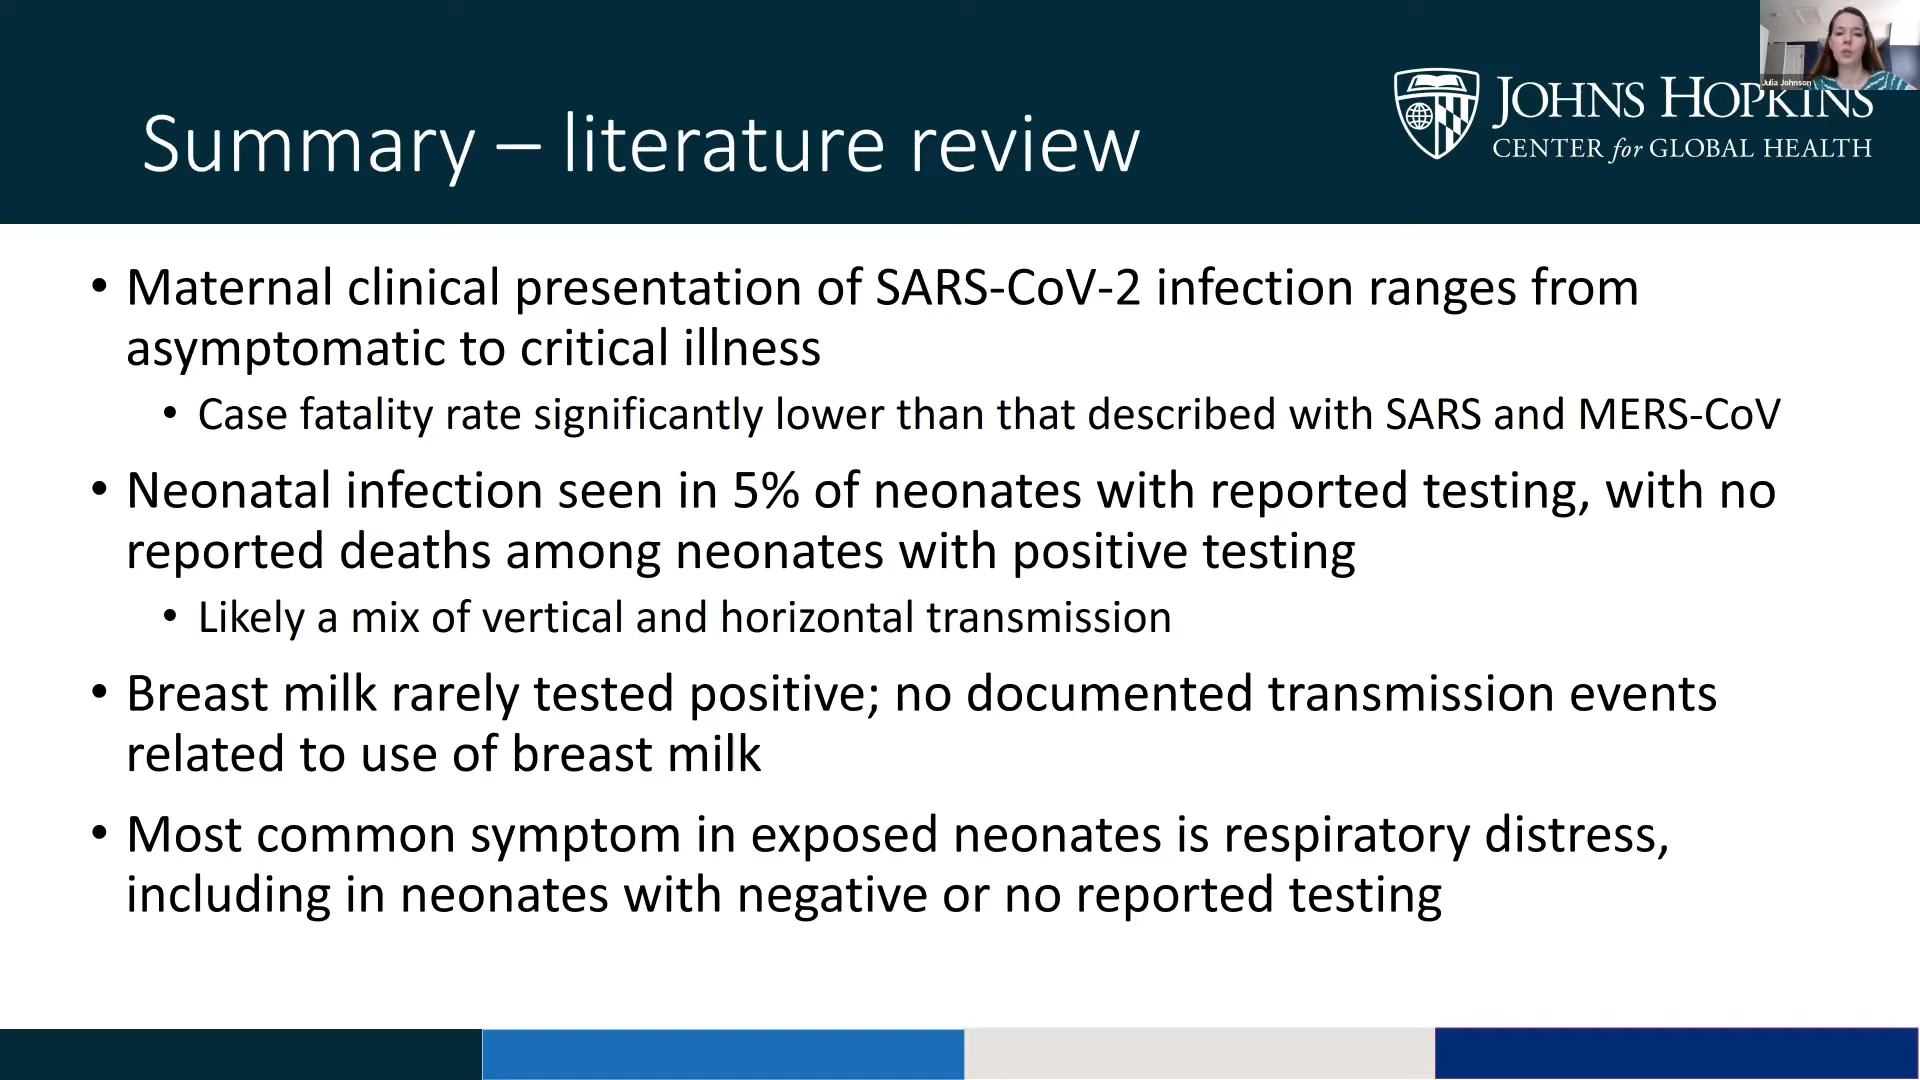 Julia Johnson
JOHNS HOPKINS
CENTER for GLOBAL HEALTH
Summary – literature review
• Maternal clinical presentation of SARS-CoV-2 infection ranges from
asymptomatic to critical illness
• Case fatality rate significantly lower than that described with SARS and MERS-CoV
• Neonatal infection seen in 5% of neonates with reported testing, with no
reported deaths among neonates with positive testing
• Likely a mix of vertical and horizontal transmission
• Breast milk rarely tested positive; no documented transmission events
related to use of breast milk
• Most common symptom in exposed neonates is respiratory distress,
including in neonates with negative or no reported testing